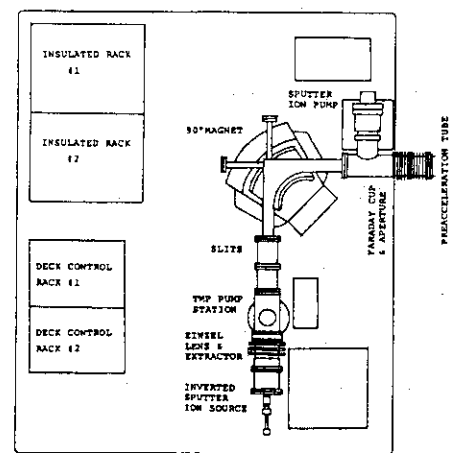 INSULATED RACK
#1
INSULATED RACK
#2
SPUTTER
ION PUMP
90° MAGNET
FARADAY CUP
& APERTURE
PREACCELERATION TUBE
SLITS
DECK CONTROL
RACK #1
DECK CONTROL
RACK #2
TMP PUMP
STATION
EINSEL
LENS &
EXTRACTOR
INVERTED
SPUTTER
ION SOURCE